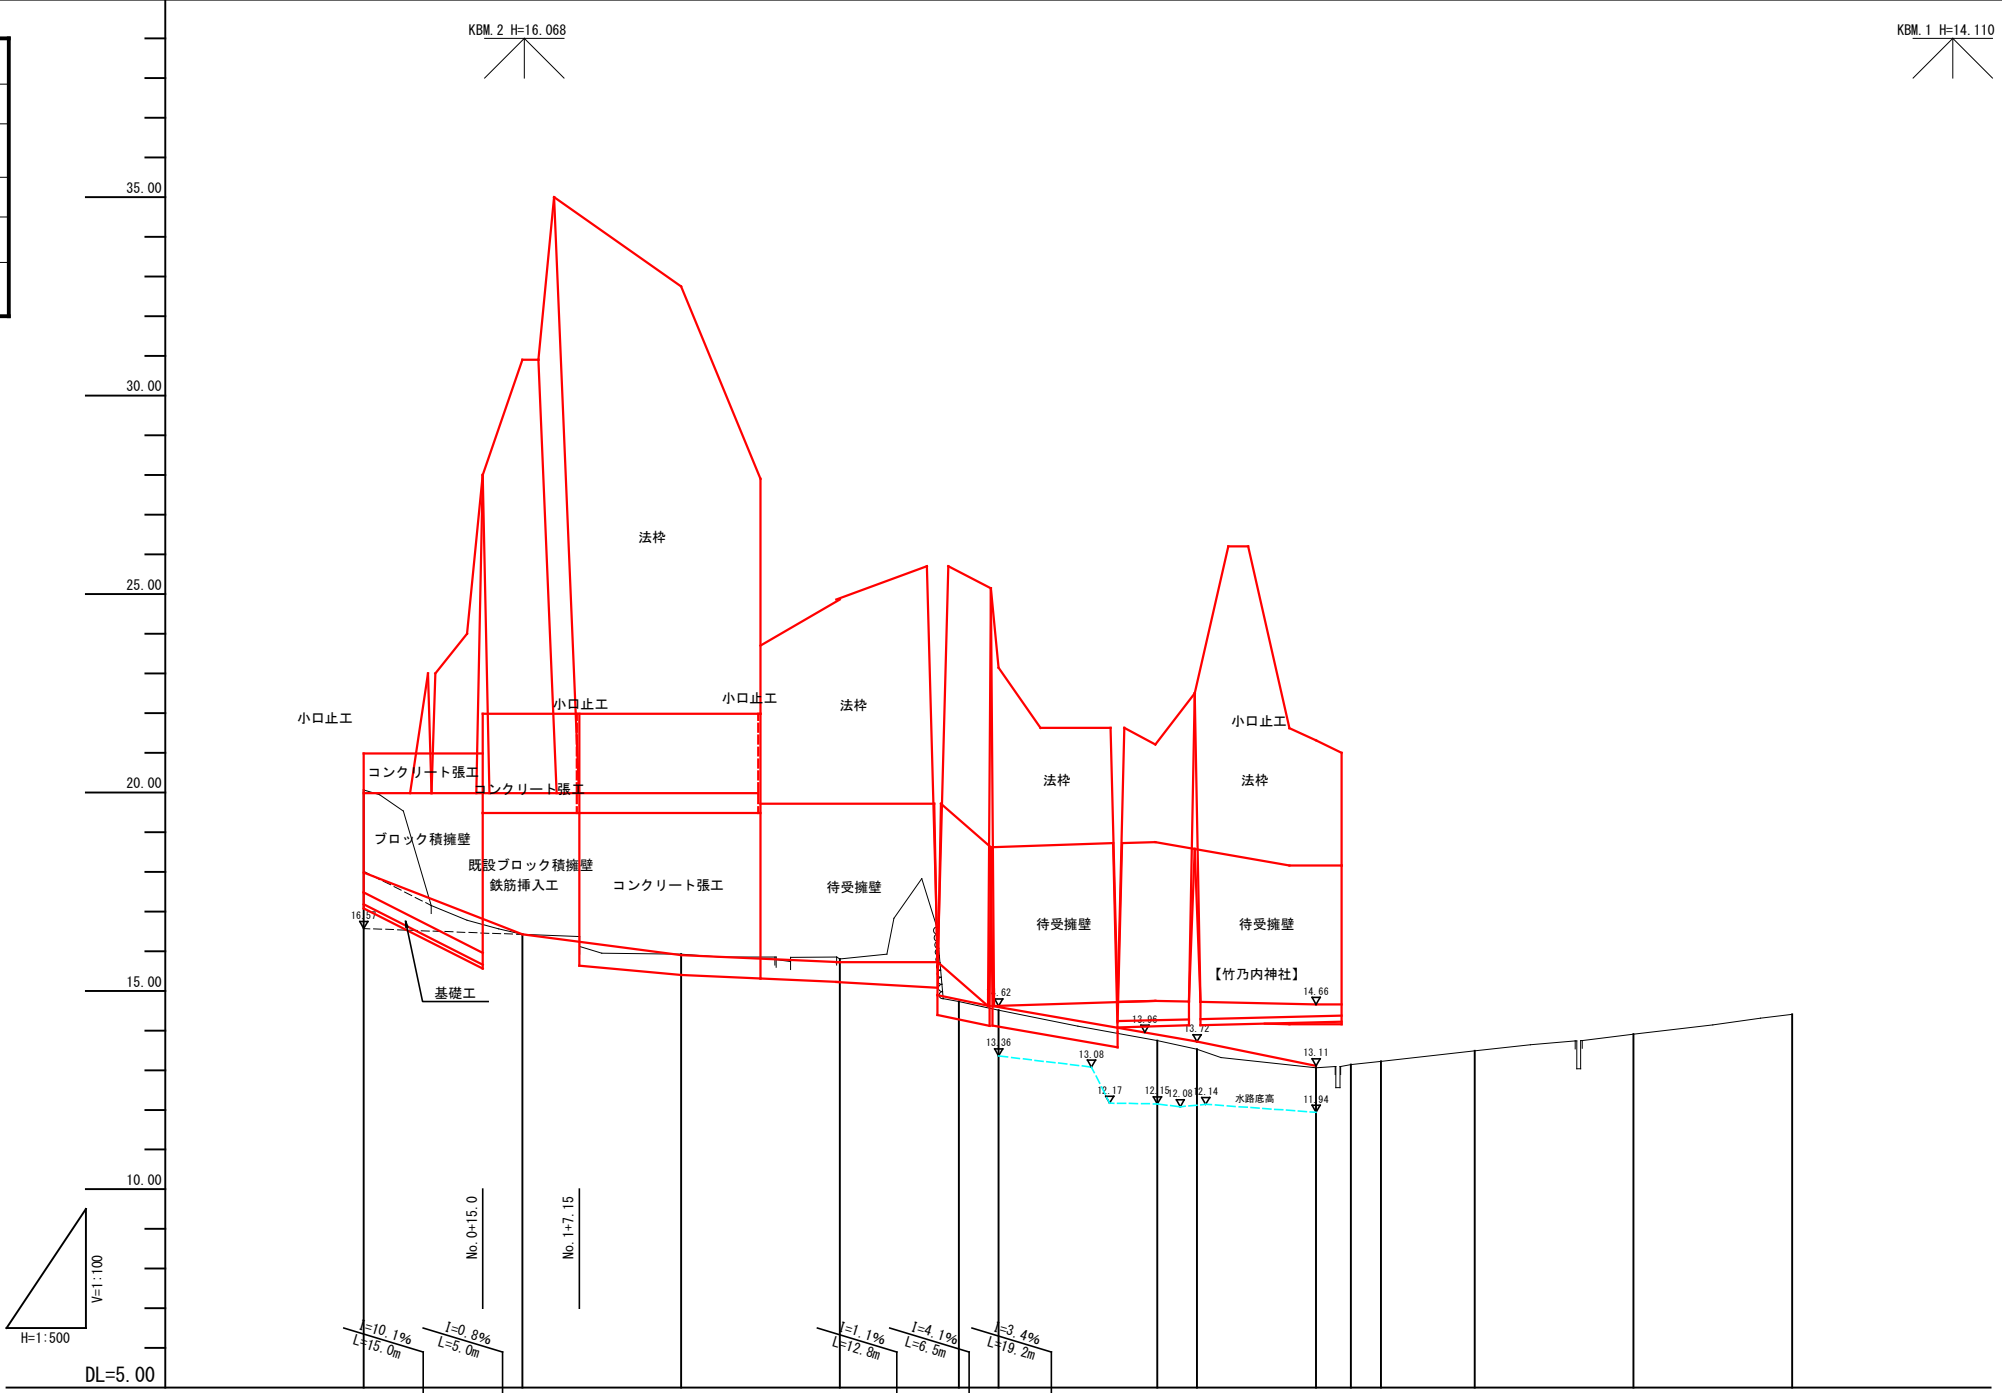 KBM.2 H=16.068
KBM.1 H=14.110
35.00
30.00
25.00
20.00
15.00
10.00
DL=5.00
V=1:100
H=1:500
法枠
小口止工
小口止工
小口止工
法枠
小口止工
コンクリート張工
コンクリート張工
法枠
法枠
ブロック積擁壁
既設ブロック積擁壁
鉄筋挿入工
コンクリート張工
待受擁壁
待受擁壁
待受擁壁
【竹乃内神社】
16.57
基礎工
.62
14.66
13.96
13.72
13.36
13.08
13.11
12.17
12.15
12.08
12.14
水路底高
11.94
No.0+15.0
No.1+7.15
I=10.1%
L=15.0m
I=0.8%
L=5.0m
I=1.1%
L=12.8m
I=4.1%
L=6.5m
I=3.4%
L=19.2m